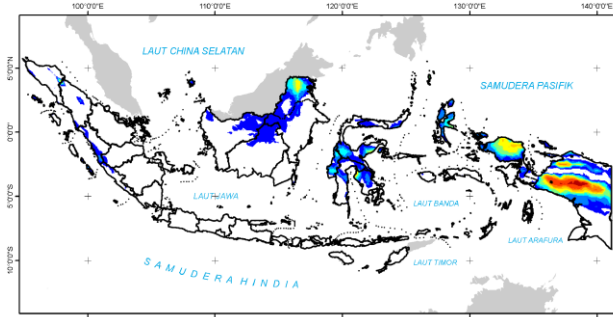 100°0'0"E 110°0'0"E 120°0'0"E 130°0'0"E 140°0'0"E
LAUT CHINA SELATAN
5°0'0"N
SAMUDERA PASIFIK
0°0'0"
LAUT JAWA
LAUT BANDA
5°0'0"S
LAUT ARAFURA
10°0'0"S
SAMUDERA HINDIA
LAUT TIMOR